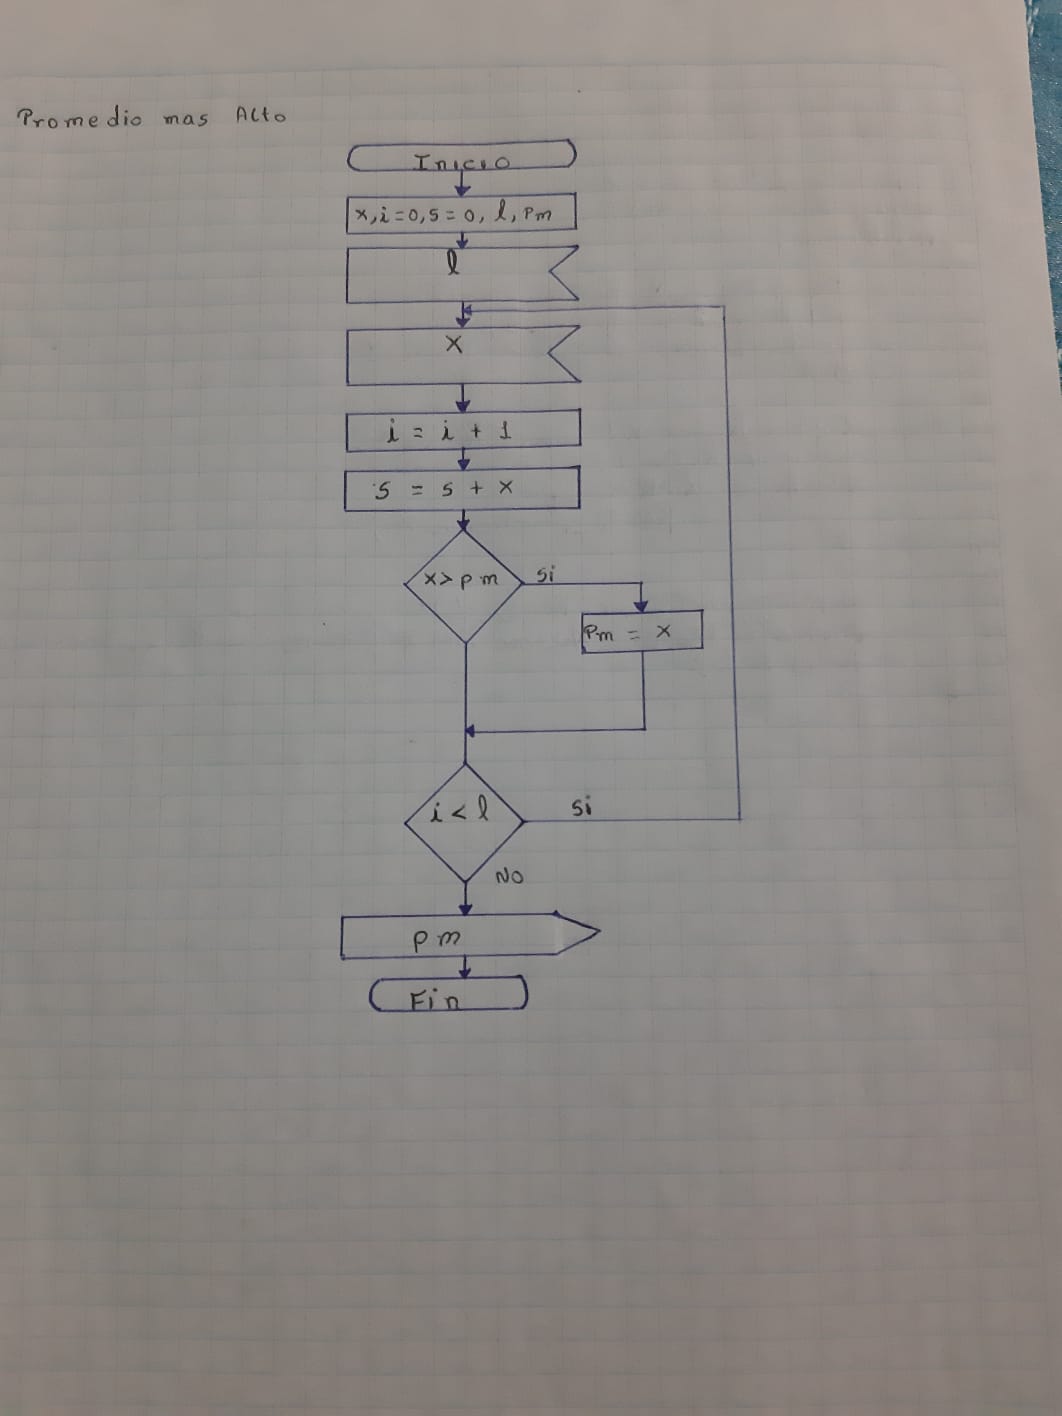 Promedio mas Alto
Inicio
x, i=0, s=0, l, pm
l
x
i = i + 1
s = s + x
x > pm
si
Pm = x
i < l
si
NO
pm
Fin